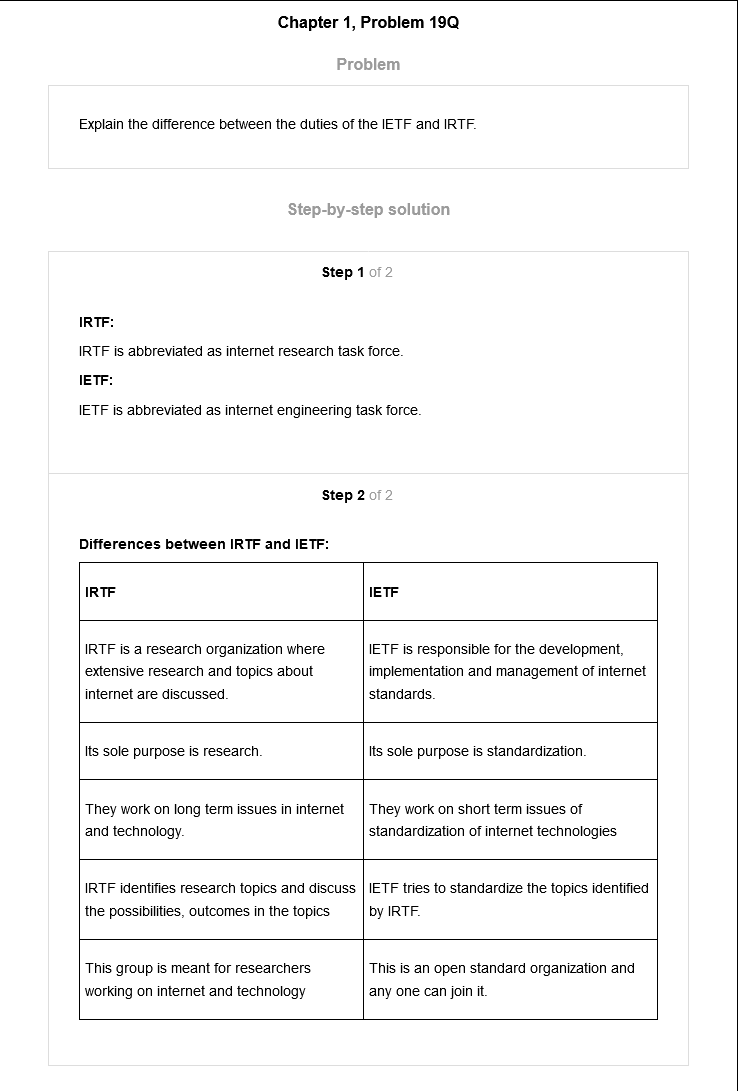 Chapter 1, Problem 19Q
Problem
Explain the difference between the duties of the IETF and IRTF.
Step-by-step solution
Step 1 of 2
IRTF:
IRTF is abbreviated as internet research task force.
IETF:
IETF is abbreviated as internet engineering task force.
Step 2 of 2
Differences between IRTF and IETF:
IRTF
IETF
IRTF is a research organization where
extensive research and topics about
internet are discussed.
IETF is responsible for the development,
implementation and management of internet
standards.
Its sole purpose is research.
Its sole purpose is standardization.
They work on long term issues in internet
and technology.
They work on short term issues of
standardization of internet technologies
IRTF identifies research topics and discuss
the possibilities, outcomes in the topics
IETF tries to standardize the topics identified
by IRTF.
This group is meant for researchers
working on internet and technology
This is an open standard organization and
any one can join it.